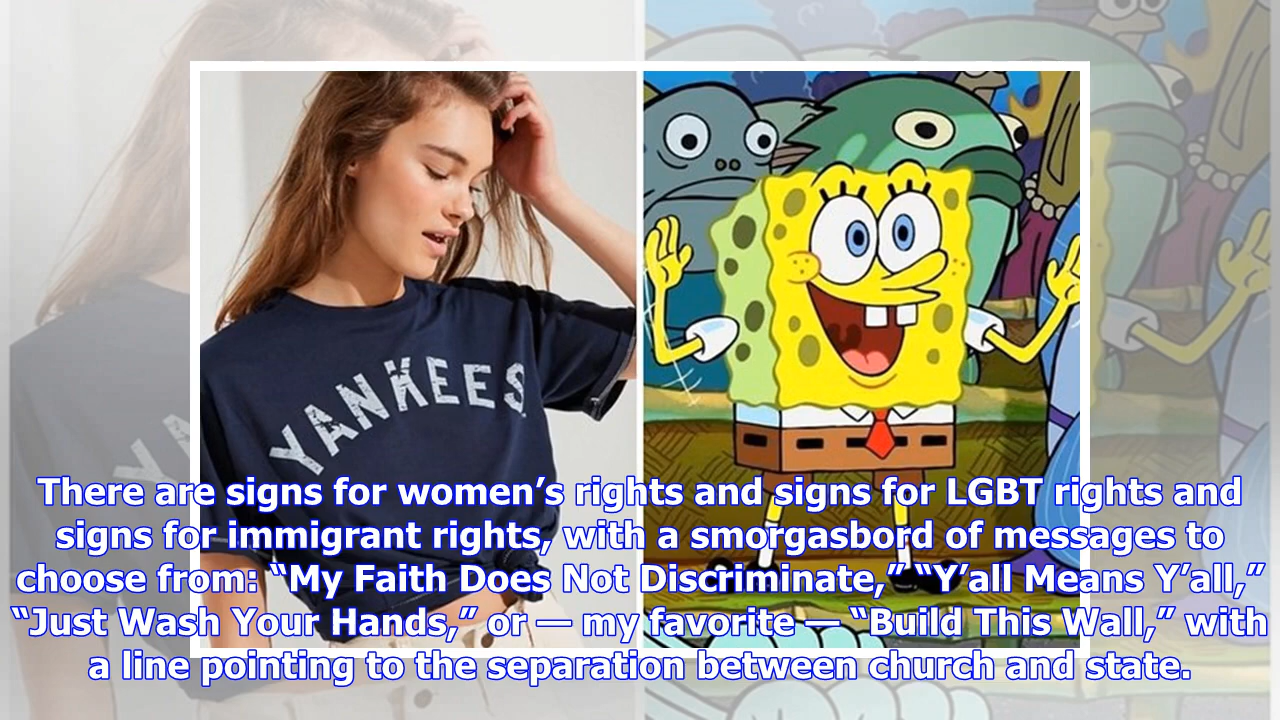 YANKEES
There are signs for women’s rights and signs for LGBT rights and
signs for immigrant rights, with a smorgasbord of messages to
choose from: “My Faith Does Not Discriminate,” “Y’all Means Y’all,”
“Just Wash Your Hands,” or — my favorite — “Build This Wall,” with
a line pointing to the separation between church and state.